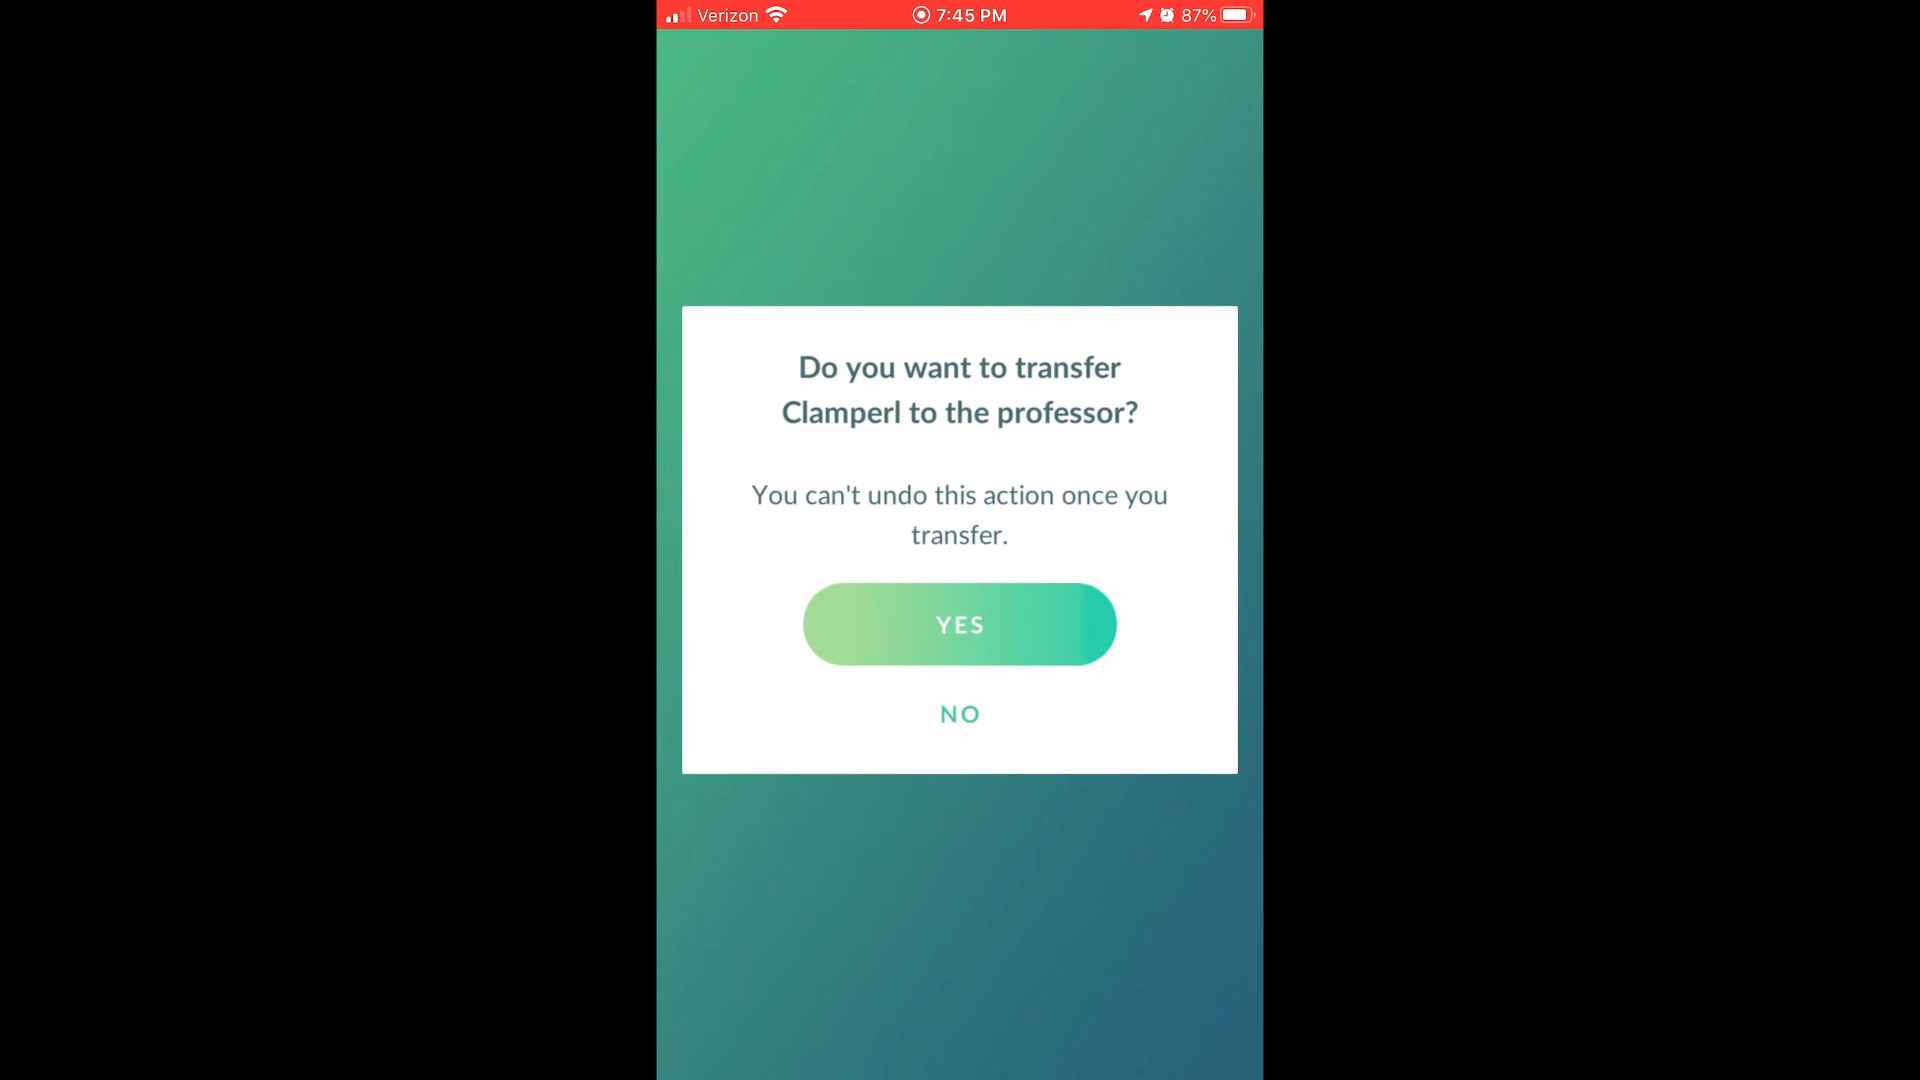 Verizon 7:45 PM 87%
Do you want to transfer
Clamperl to the professor?
You can't undo this action once you
transfer.
YES
NO